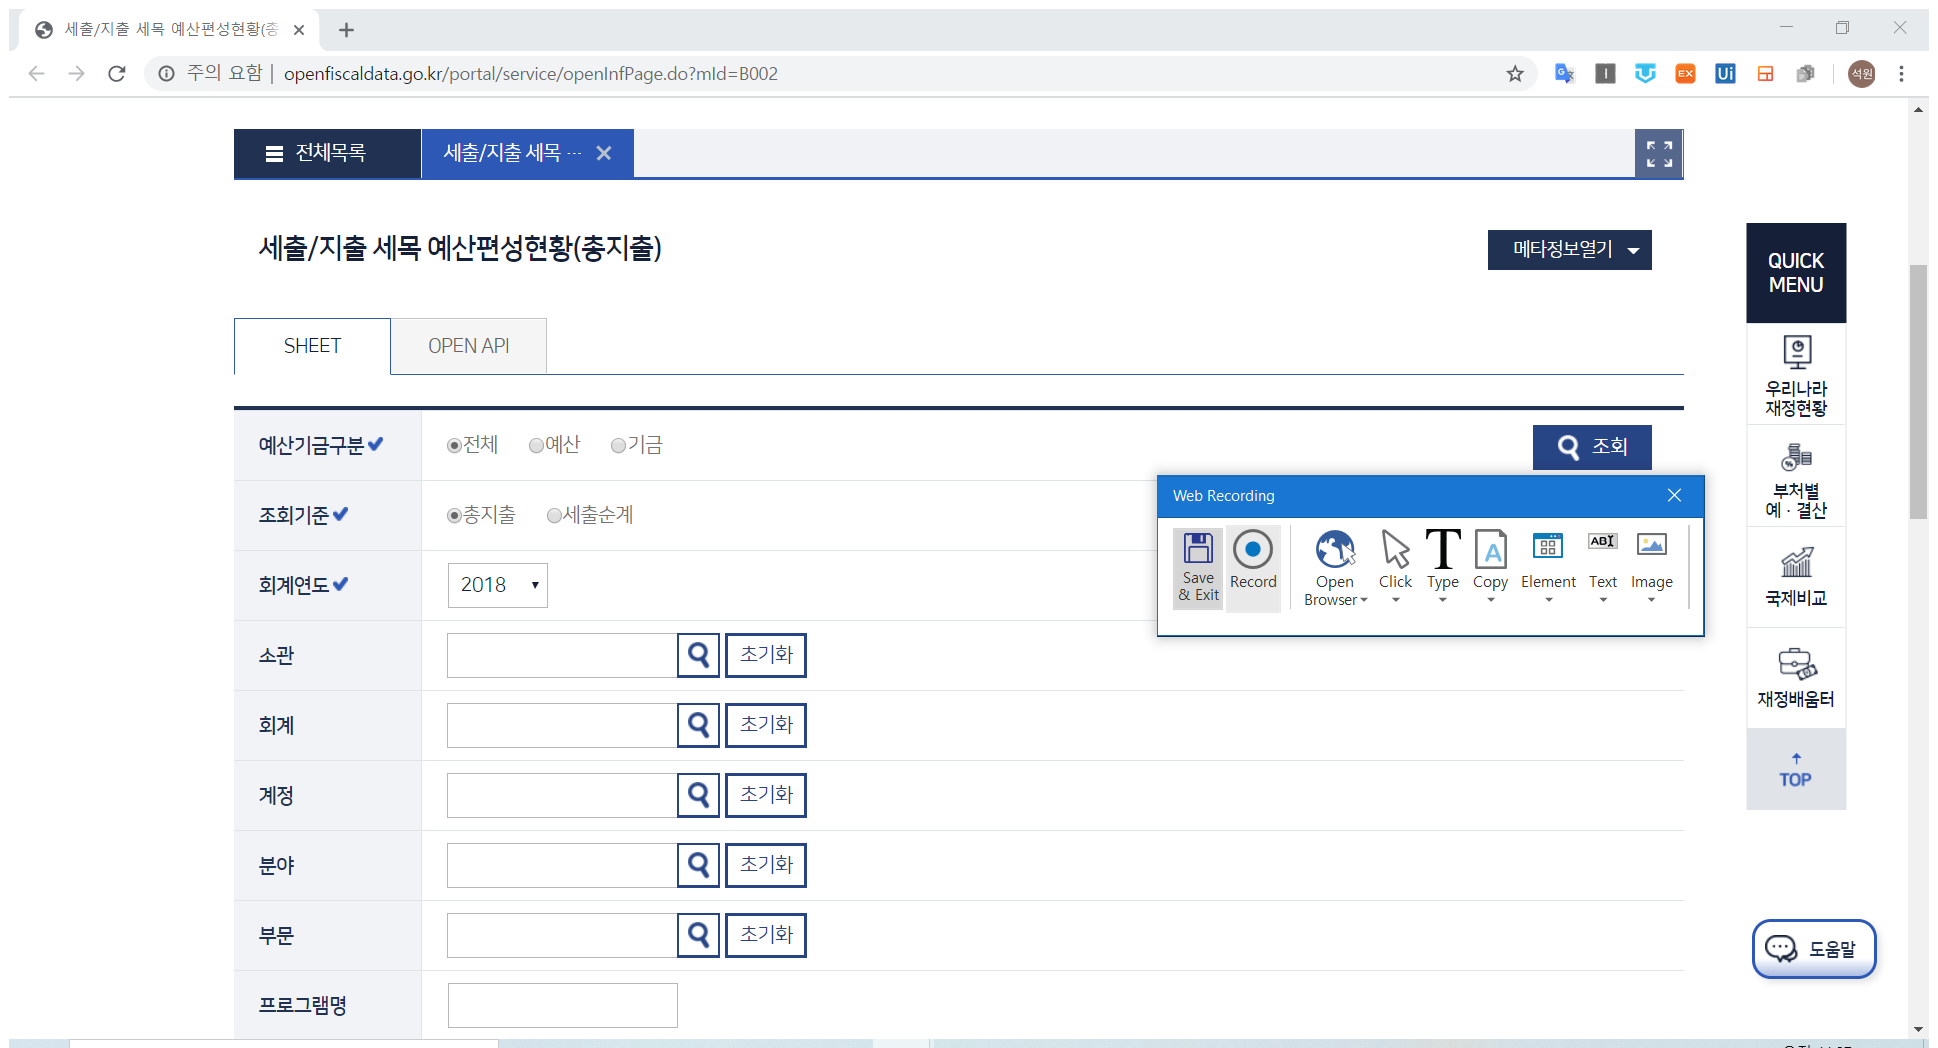 세출/지출 세목 예산편성현황(총
주의 요함 | openfiscaldata.go.kr/portal/service/openInfPage.do?mId=B002
EX
Ui
석원
전체목록
세출/지출 세목 ...
세출/지출 세목 예산편성현황(총지출)
메타정보열기
QUICK
MENU
SHEET
OPEN API
우리나라
재정현황
예산기금구분
전체 예산 기금
조회
부처별
예 · 결산
조회기준
총지출 세출순계
Web Recording
Save
& Exit
Record
Open
Browser
Click
Type
Copy
Element
ABI
Text
Image
국제비교
회계연도
2018
소관
초기화
재정배움터
회계
초기화
TOP
계정
초기화
분야
초기화
부문
초기화
도움말
프로그램명